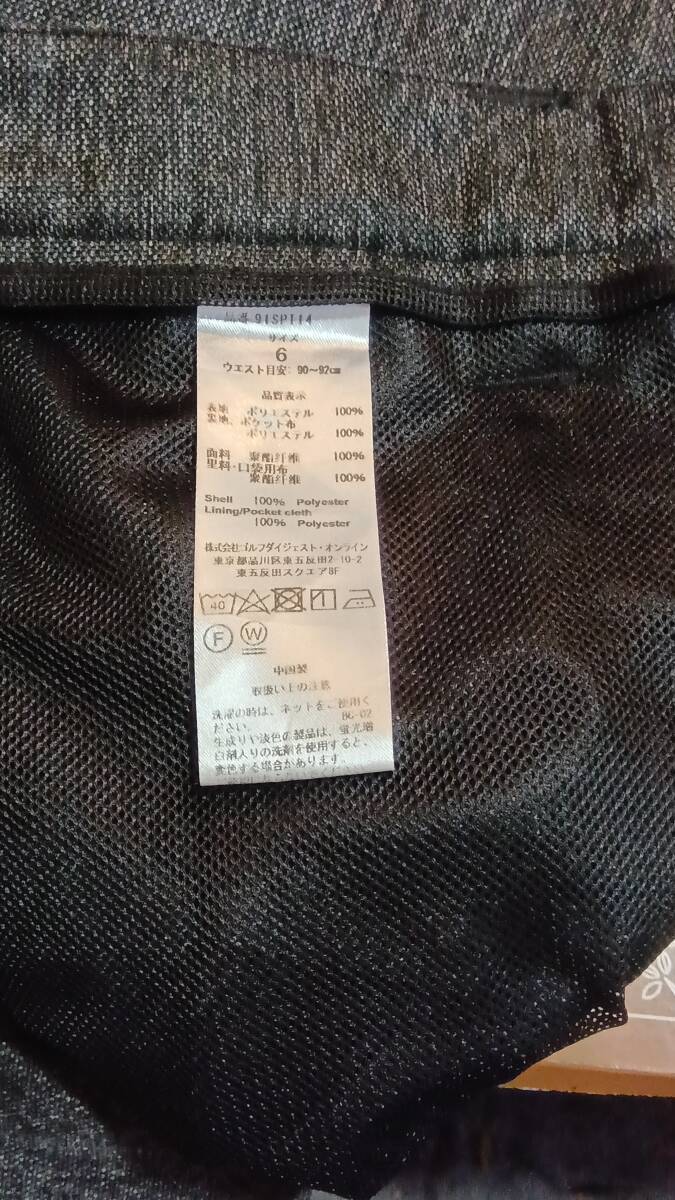 品番 91SP114
サイズ
6
ウエスト目安: 90～92cm
品質表示
表地 ポリエステル 100%
裏地、ポケット布
ポリエステル 100%
面料 聚酯纤维 100%
里料・口袋用布
聚酯纤维 100%
Shell 100% Polyester
Lining/Pocket cloth
100% Polyester
株式会社ゴルフダイジェスト・オンライン
東京都品川区東五反田2-10-2
東五反田スクエア8F
40
F W
中国製
取扱い上の注意
洗濯の時は、ネットをご使用く
ださい。 BC-02
生成りや淡色の製品は、蛍光増
白剤入りの洗剤を使用すると、
変色する場合があります。